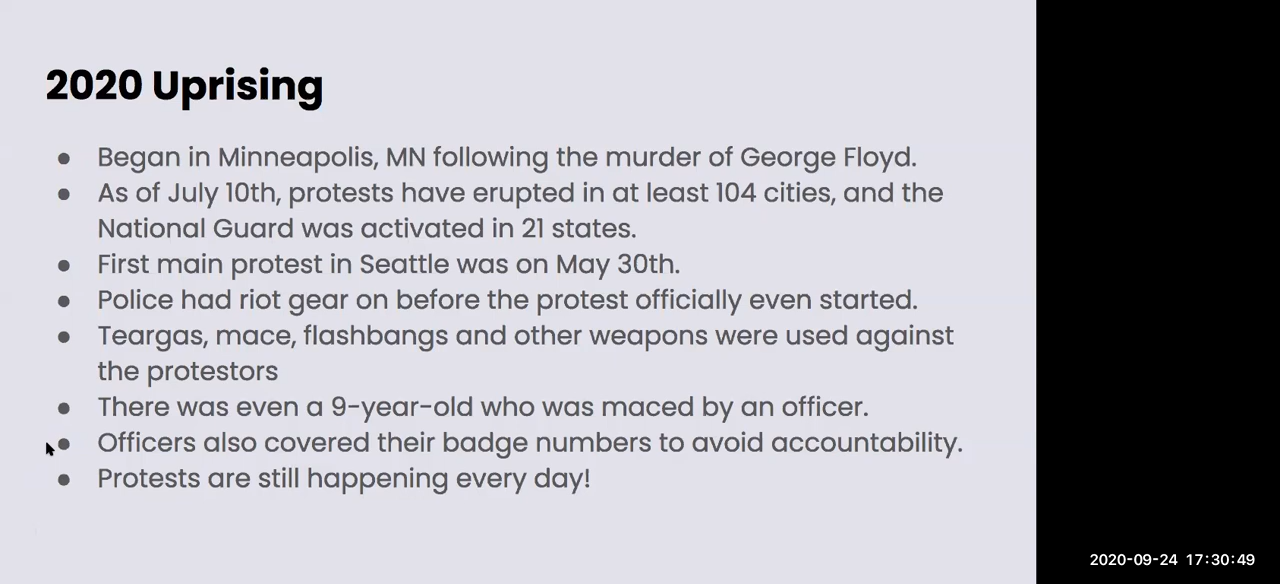 2020 Uprising
● Began in Minneapolis, MN following the murder of George Floyd.
● As of July 10th, protests have erupted in at least 104 cities, and the
National Guard was activated in 21 states.
● First main protest in Seattle was on May 30th.
● Police had riot gear on before the protest officially even started.
● Teargas, mace, flashbangs and other weapons were used against
the protestors
● There was even a 9-year-old who was maced by an officer.
● Officers also covered their badge numbers to avoid accountability.
● Protests are still happening every day!
2020-09-24 17:30:49